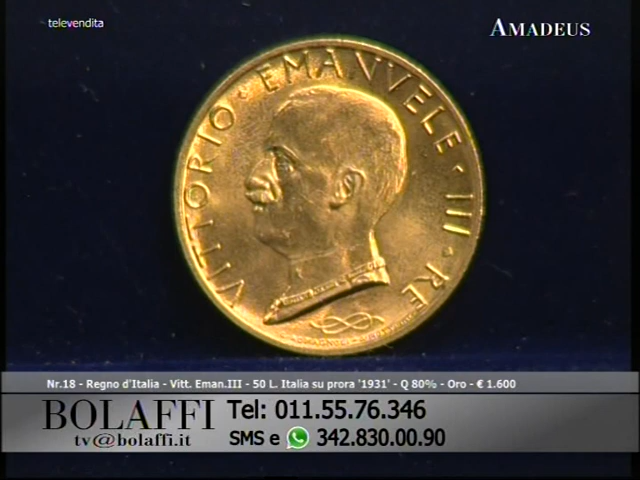 televendita
AMADEUS
VITTORIO · EMANVELE · III · RE
Nr.18 - Regno d'Italia - Vitt. Eman.III - 50 L. Italia su prora '1931' - Q 80% - Oro - € 1.600
BOLAFFI
tv@bolaffi.it
Tel: 011.55.76.346
SMS e 342.830.00.90